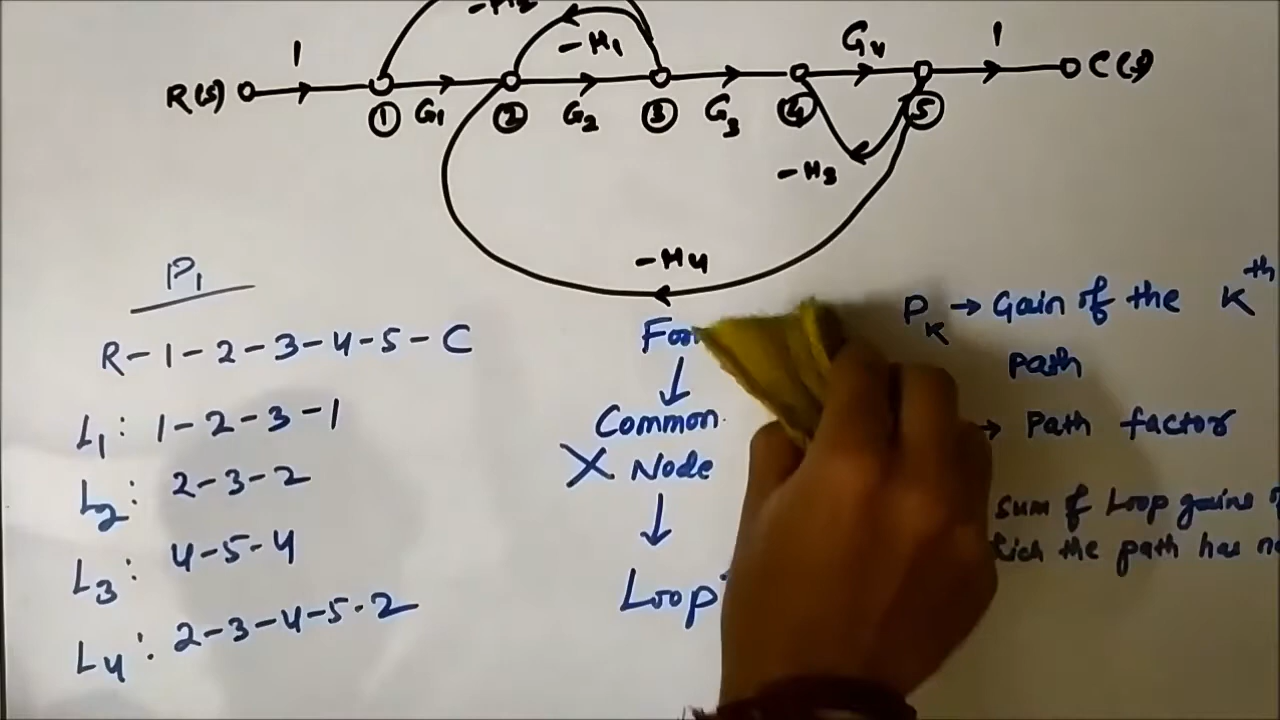 1 -H1 G4 1
R(s) C(s)
1 G1 2 G2 3 G3 4 5
-H3
-H4
P1
R-1-2-3-4-5-C
L1: 1-2-3-1
L2: 2-3-2
L3: 4-5-4
L4: 2-3-4-5-2
↓
Common
X Node
↓
Loop
PK → Gain of the Kth
path
→ Path factor
sum of Loop gains
the path has